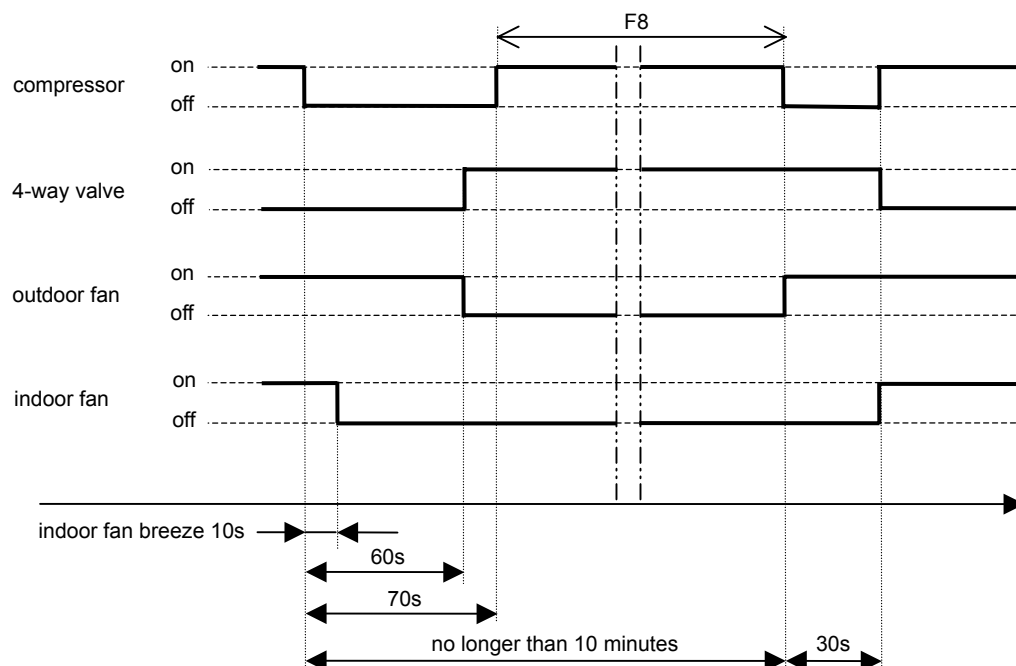 F8
on
compressor
off
on
4-way valve
off
on
outdoor fan
off
on
indoor fan
off
indoor fan breeze 10s
60s
70s
no longer than 10 minutes
30s